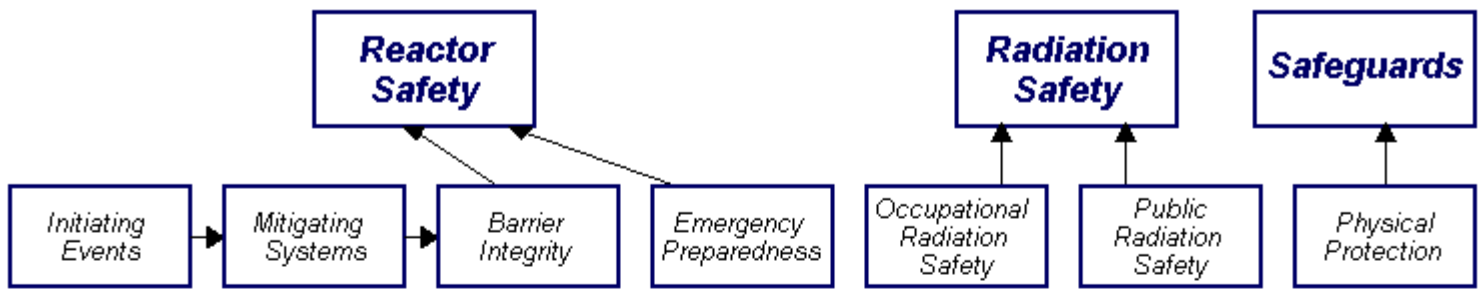 Reactor
Safety
Radiation
Safety
Safeguards
Initiating
Events
Mitigating
Systems
Barrier
Integrity
Emergency
Preparedness
Occupational
Radiation
Safety
Public
Radiation
Safety
Physical
Protection